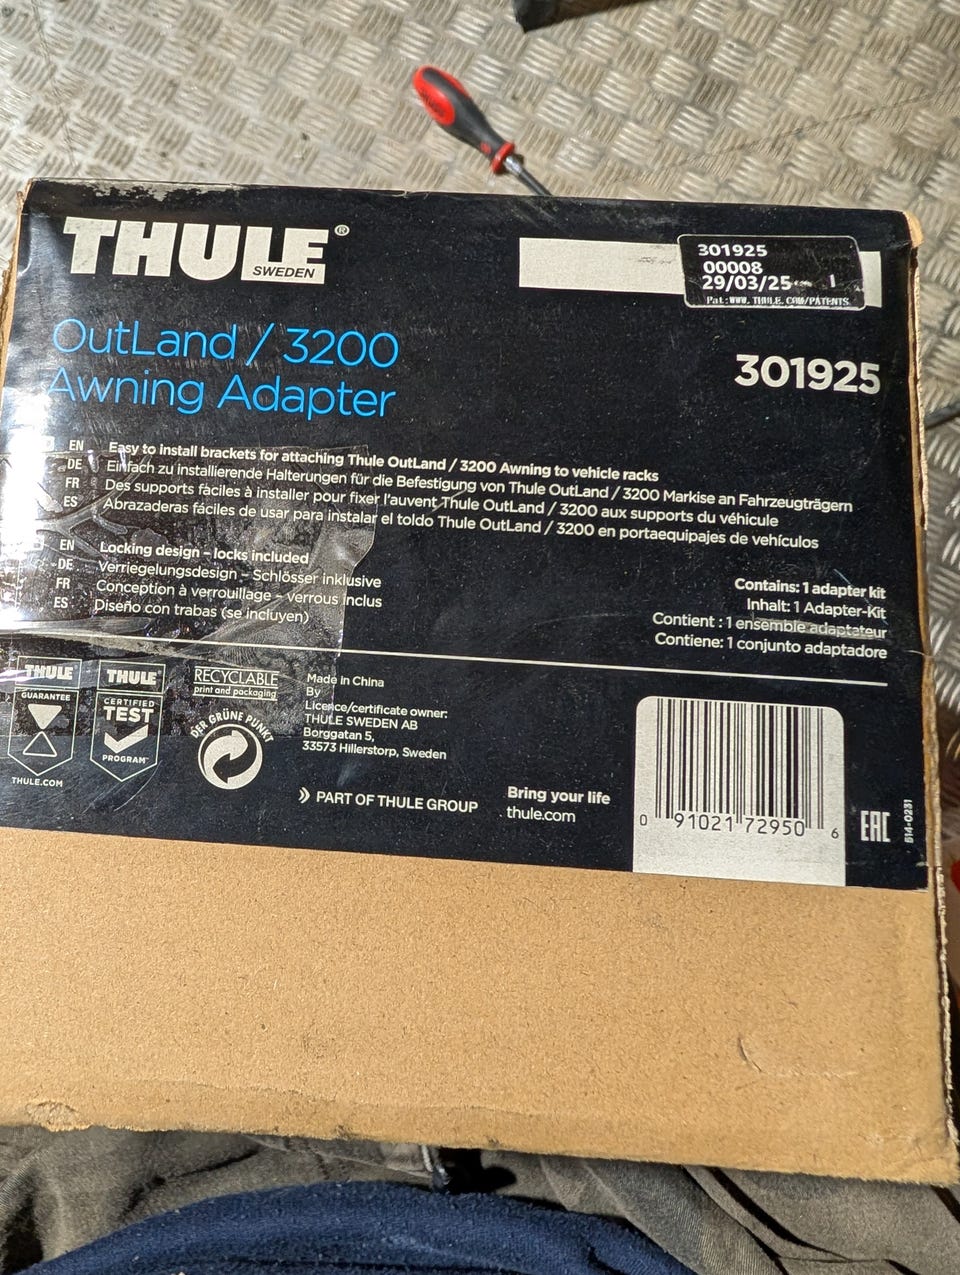 THULE®
SWEDEN
301925
00008
29/03/25 1
Pat:WWW.THULE.COM/PATENTS
OutLand / 3200
Awning Adapter
301925
EN Easy to install brackets for attaching Thule OutLand / 3200 Awning to vehicle racks
DE Einfach zu installierende Halterungen für die Befestigung von Thule OutLand / 3200 Markise an Fahrzeugträgern
FR Des supports faciles à installer pour fixer l'auvent Thule OutLand / 3200 aux supports du véhicule
ES Abrazaderas fáciles de usar para instalar el toldo Thule OutLand / 3200 en portaequipajes de vehículos
EN Locking design – locks included
DE Verriegelungsdesign – Schlösser inklusive
FR Conception à verrouillage – verrous inclus
ES Diseño con trabas (se incluyen)
Contains: 1 adapter kit
Inhalt: 1 Adapter-Kit
Contient : 1 ensemble adaptateur
Contiene: 1 conjunto adaptadore
THULE
GUARANTEE
THULE.COM
THULE
CERTIFIED
TEST
PROGRAM™
RECYCLABLE
print and packaging
DER GRÜNE PUNKT
Made in China
By
Licence/certificate owner:
THULE SWEDEN AB
Borggatan 5,
33573 Hillerstorp, Sweden
PART OF THULE GROUP
Bring your life
thule.com
0 91021 72950 6
EAC
514-0231